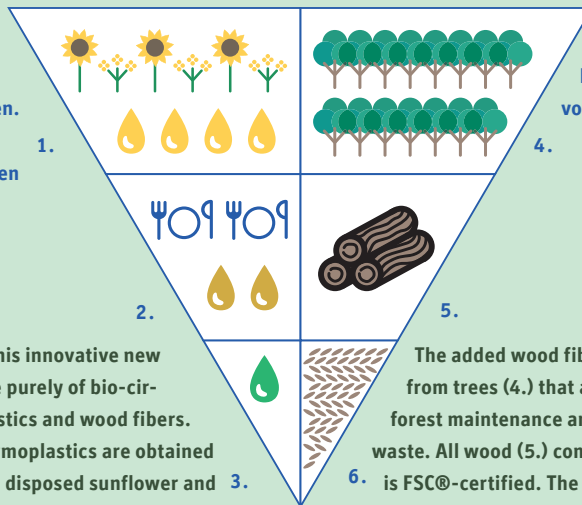 en.
1.
en
vo
4.
2.
5.
his innovative new
e purely of bio-cir-
stics and wood fibers.
moplastics are obtained
disposed sunflower and
3.
The added wood fib
from trees (4.) that a
forest maintenance an
waste. All wood (5.) con
is FSC®-certified. The
6.